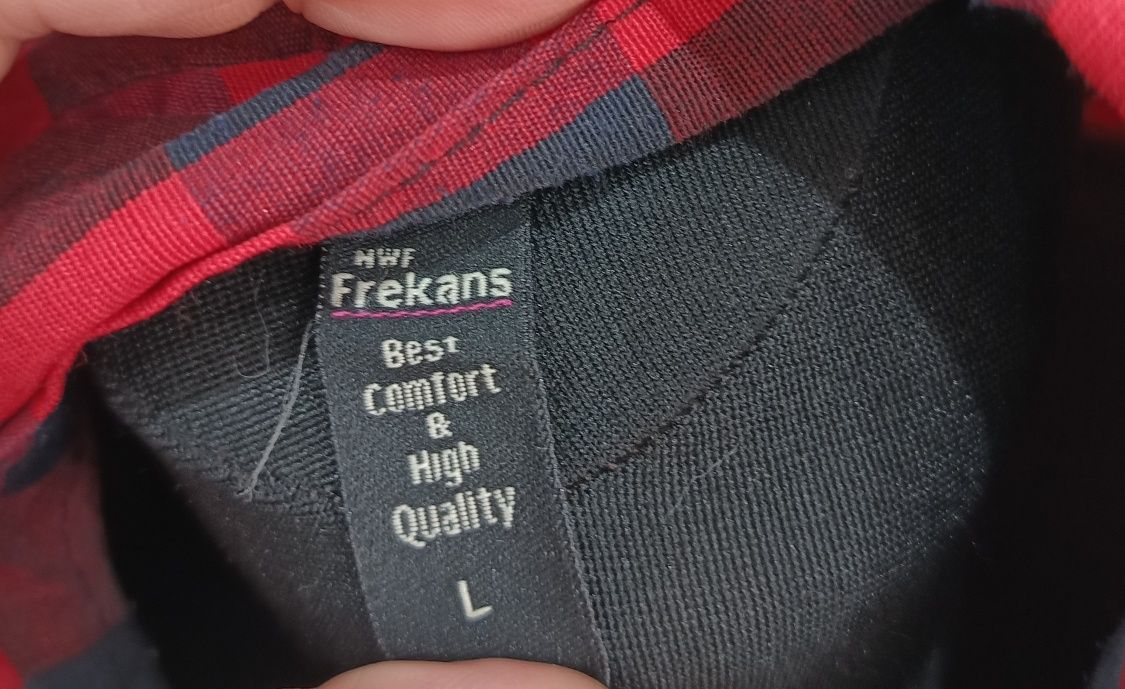 NWF
Frekans
Best
Comfort
&
High
Quality
L